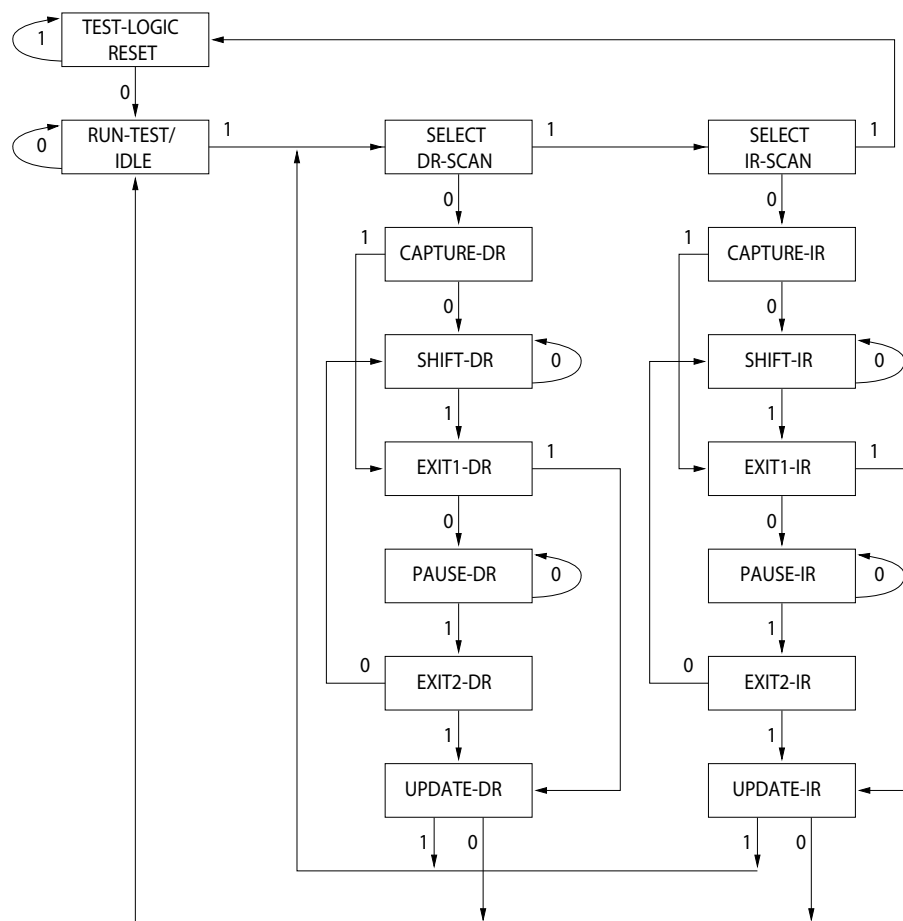 TEST-LOGIC
RESET
1
0
RUN-TEST/
IDLE
0
1
SELECT
DR-SCAN
1
SELECT
IR-SCAN
1
0
0
1
CAPTURE-DR
1
CAPTURE-IR
0
0
SHIFT-DR
0
SHIFT-IR
0
1
1
EXIT1-DR
1
EXIT1-IR
1
0
0
PAUSE-DR
0
PAUSE-IR
0
1
1
0
EXIT2-DR
0
EXIT2-IR
1
1
UPDATE-DR
UPDATE-IR
1
0
1
0